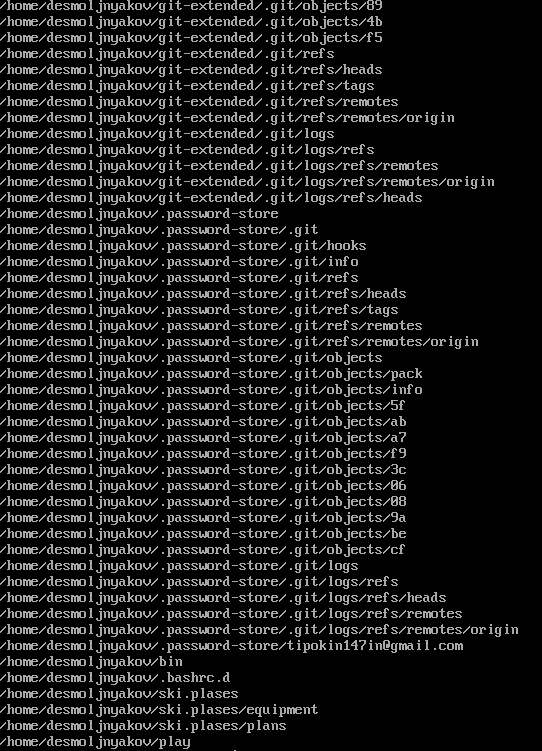 /home/desmoljnyakov/git-extended/.git/objects/89
/home/desmoljnyakov/git-extended/.git/objects/4b
/home/desmoljnyakov/git-extended/.git/objects/f5
/home/desmoljnyakov/git-extended/.git/refs
/home/desmoljnyakov/git-extended/.git/refs/heads
/home/desmoljnyakov/git-extended/.git/refs/tags
/home/desmoljnyakov/git-extended/.git/refs/remotes
/home/desmoljnyakov/git-extended/.git/refs/remotes/origin
/home/desmoljnyakov/git-extended/.git/logs
/home/desmoljnyakov/git-extended/.git/logs/refs
/home/desmoljnyakov/git-extended/.git/logs/refs/remotes
/home/desmoljnyakov/git-extended/.git/logs/refs/remotes/origin
/home/desmoljnyakov/git-extended/.git/logs/refs/heads
/home/desmoljnyakov/.password-store
/home/desmoljnyakov/.password-store/.git
/home/desmoljnyakov/.password-store/.git/hooks
/home/desmoljnyakov/.password-store/.git/info
/home/desmoljnyakov/.password-store/.git/refs
/home/desmoljnyakov/.password-store/.git/refs/heads
/home/desmoljnyakov/.password-store/.git/refs/tags
/home/desmoljnyakov/.password-store/.git/refs/remotes
/home/desmoljnyakov/.password-store/.git/refs/remotes/origin
/home/desmoljnyakov/.password-store/.git/objects
/home/desmoljnyakov/.password-store/.git/objects/pack
/home/desmoljnyakov/.password-store/.git/objects/info
/home/desmoljnyakov/.password-store/.git/objects/5f
/home/desmoljnyakov/.password-store/.git/objects/ab
/home/desmoljnyakov/.password-store/.git/objects/a7
/home/desmoljnyakov/.password-store/.git/objects/f9
/home/desmoljnyakov/.password-store/.git/objects/3c
/home/desmoljnyakov/.password-store/.git/objects/06
/home/desmoljnyakov/.password-store/.git/objects/08
/home/desmoljnyakov/.password-store/.git/objects/9a
/home/desmoljnyakov/.password-store/.git/objects/be
/home/desmoljnyakov/.password-store/.git/objects/cf
/home/desmoljnyakov/.password-store/.git/logs
/home/desmoljnyakov/.password-store/.git/logs/refs
/home/desmoljnyakov/.password-store/.git/logs/refs/heads
/home/desmoljnyakov/.password-store/.git/logs/refs/remotes
/home/desmoljnyakov/.password-store/.git/logs/refs/remotes/origin
/home/desmoljnyakov/.password-store/tipokin147in@gmail.com
/home/desmoljnyakov/bin
/home/desmoljnyakov/.bashrc.d
/home/desmoljnyakov/ski.plases
/home/desmoljnyakov/ski.plases/equipment
/home/desmoljnyakov/ski.plases/plans
/home/desmoljnyakov/play